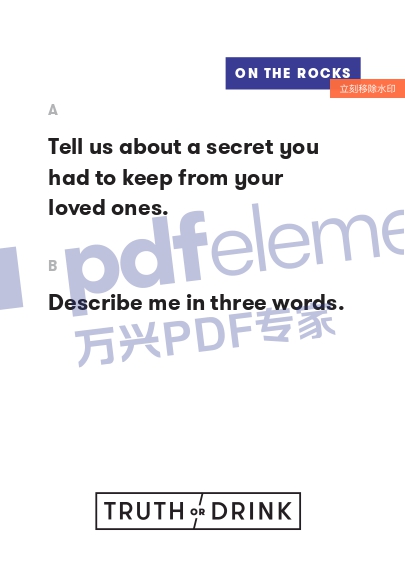 ON THE ROCKS
立刻移除水印
A
Tell us about a secret you
had to keep from your
loved ones.
pdfeleme
B
Describe me in three words.
万兴PDF专家
TRUTH OR DRINK